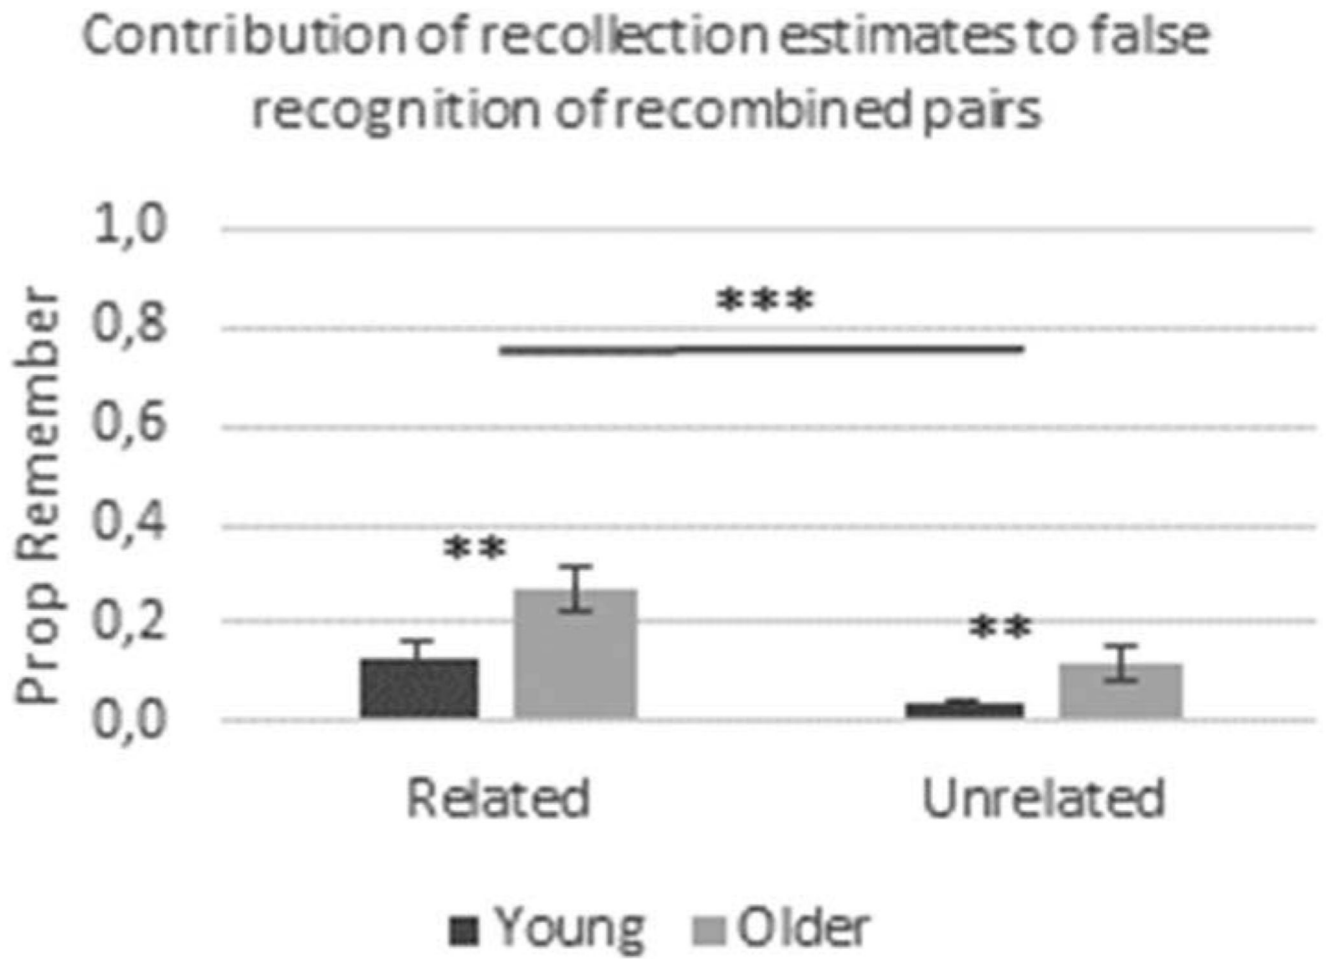 Contribution of recollection estimates to false
recognition of recombined pairs
1,0
***
0,8
0,6
0,4
**
0,2
**
0,0
Prop Remember
Related Unrelated
Young Older